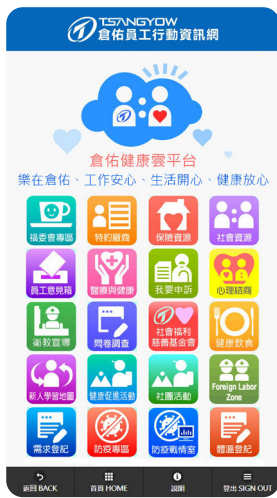 TSANGYOW
倉佑員工行動資訊網
倉佑健康雲平台
樂在倉佑、工作安心、生活開心、健康放心
福委會專區 特約廠商 保險資源 社會資源
員工意見箱 醫療與健康 我要申訴 心理諮商
衛教宣導 問卷調查 社會福利慈善基金會 健康飲食
新人學習地圖 健康促進活動 社團活動 Foreign Labor Zone
需求登記 防疫專區 防疫戰情室 體溫登記
返回 BACK 首頁 HOME 說明 登出 SIGN OUT